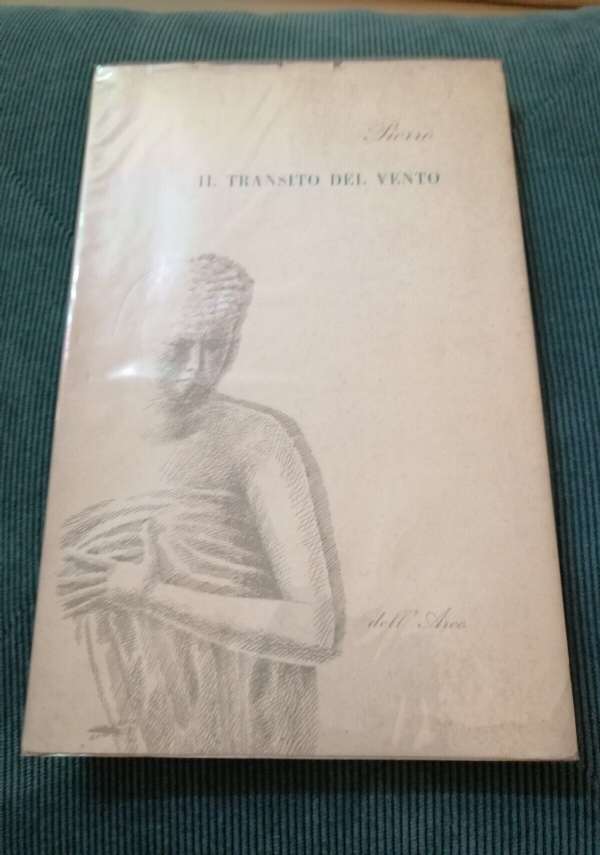 Pierro
IL TRANSITO DEL VENTO
dell' Arco